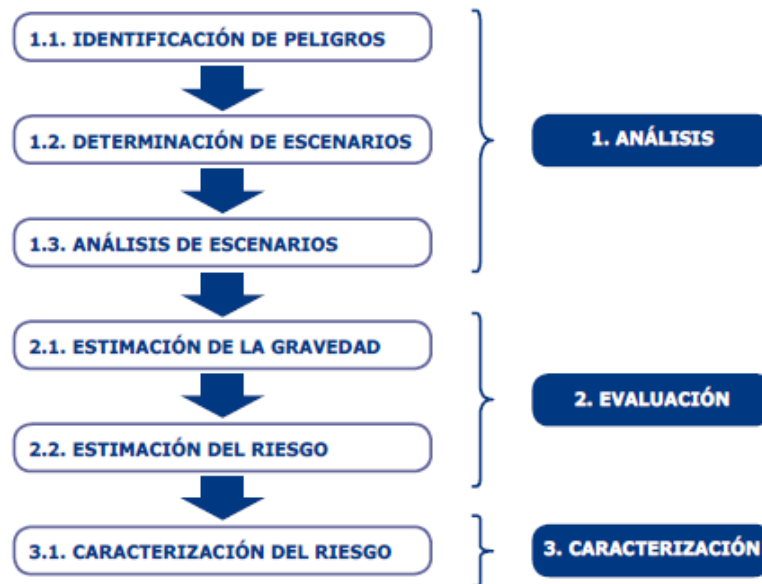 1.1. IDENTIFICACIÓN DE PELIGROS
1.2. DETERMINACIÓN DE ESCENARIOS
1. ANÁLISIS
1.3. ANÁLISIS DE ESCENARIOS
2.1. ESTIMACIÓN DE LA GRAVEDAD
2. EVALUACIÓN
2.2. ESTIMACIÓN DEL RIESGO
3.1. CARACTERIZACIÓN DEL RIESGO
3. CARACTERIZACIÓN